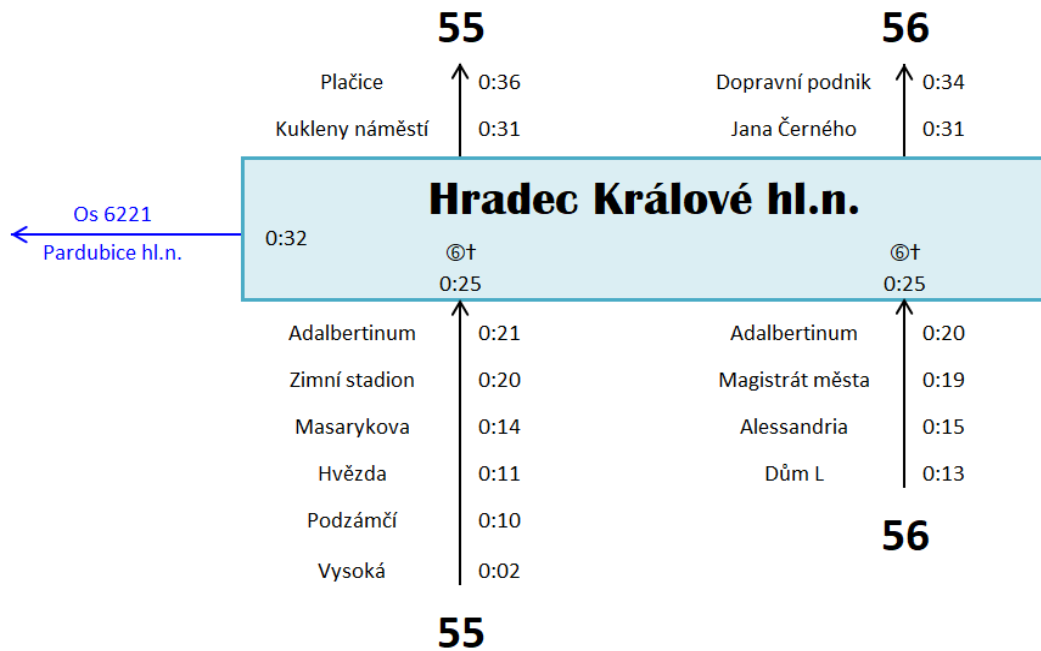 55 56
Plačice 0:36 Dopravní podnik 0:34
Kukleny náměstí 0:31 Jana Černého 0:31
Hradec Králové hl.n.
Os 6221
Pardubice hl.n.
0:32
⑥† ⑥†
0:25 0:25
Adalbertinum 0:21 Adalbertinum 0:20
Zimní stadion 0:20 Magistrát města 0:19
Masarykova 0:14 Alessandria 0:15
Hvězda 0:11 Dům L 0:13
Podzámčí 0:10
56
Vysoká 0:02
55